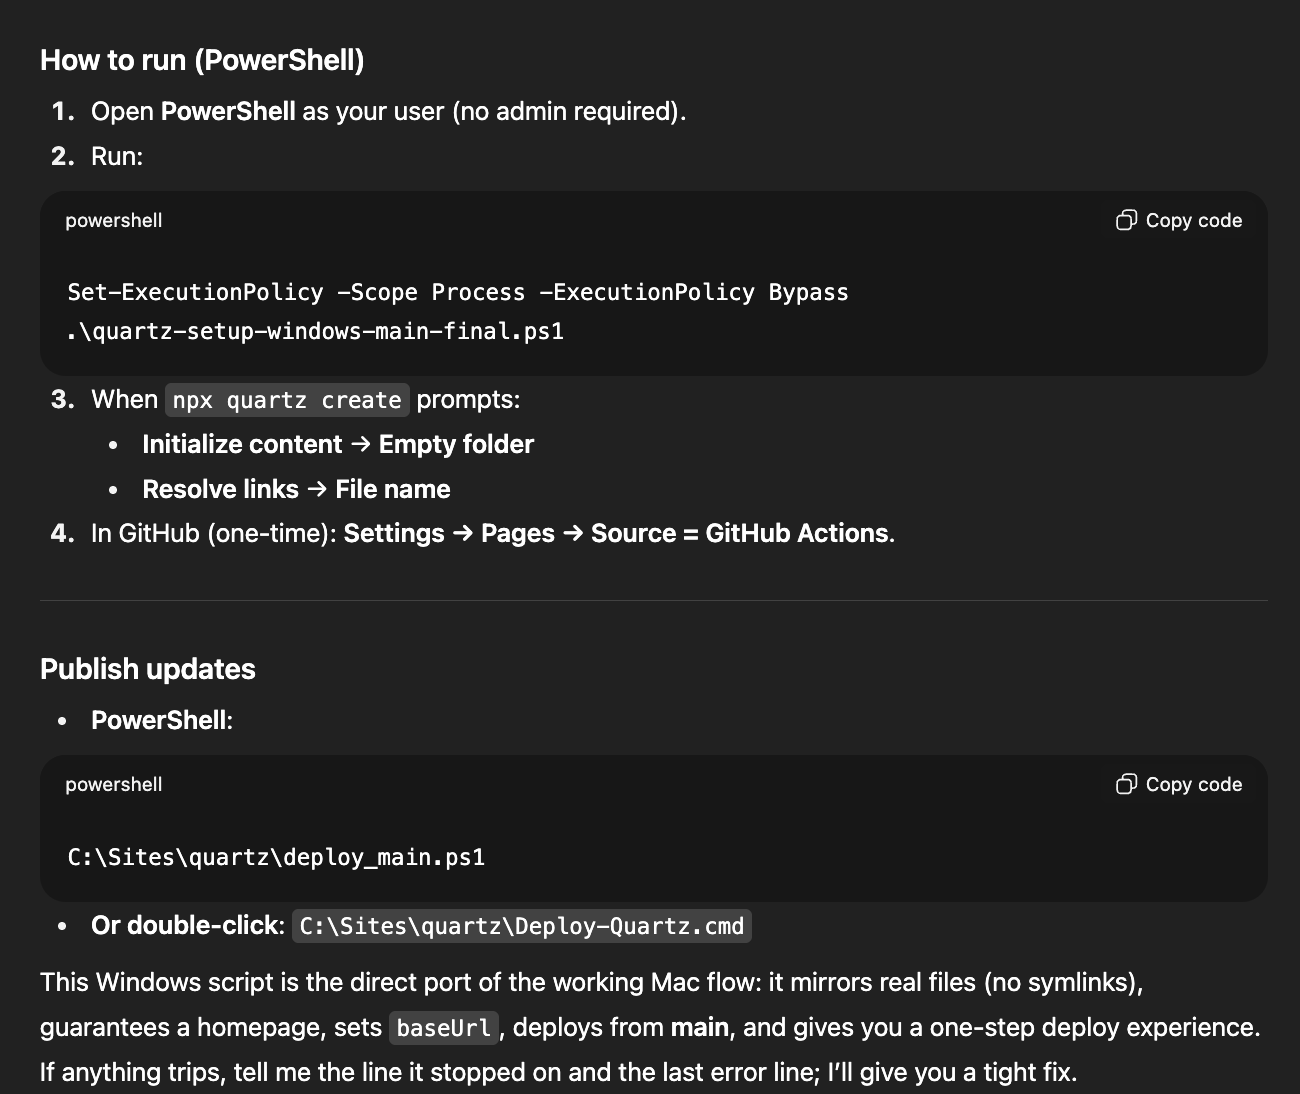 How to run (PowerShell)
1. Open PowerShell as your user (no admin required).
2. Run:
powershell
Copy code
Set-ExecutionPolicy -Scope Process -ExecutionPolicy Bypass
.\quartz-setup-windows-main-final.ps1
3. When npx quartz create prompts:
• Initialize content → Empty folder
• Resolve links → File name
4. In GitHub (one-time): Settings → Pages → Source = GitHub Actions.
Publish updates
• PowerShell:
powershell
Copy code
C:\Sites\quartz\deploy_main.ps1
• Or double-click: C:\Sites\quartz\Deploy-Quartz.cmd
This Windows script is the direct port of the working Mac flow: it mirrors real files (no symlinks),
guarantees a homepage, sets baseUrl, deploys from main, and gives you a one-step deploy experience.
If anything trips, tell me the line it stopped on and the last error line; I’ll give you a tight fix.